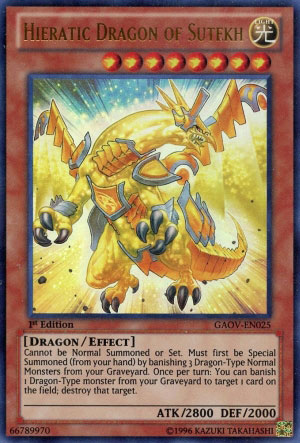 HIERATIC DRAGON OF SUTEKH
LIGHT
光
1st Edition
GAOV-EN025
[DRAGON/EFFECT]
Cannot be Normal Summoned or Set. Must first be Special
Summoned (from your hand) by banishing 3 Dragon-Type Normal
Monsters from your Graveyard. Once per turn: You can banish
1 Dragon-Type monster from your Graveyard to target 1 card on
the field; destroy that target.
ATK/2800 DEF/2000
66789970
©1996 KAZUKI TAKAHASHI